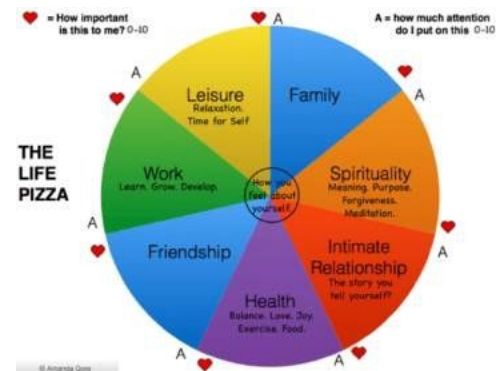 ❤ = How important
is this to me? 0-10
A = how much attention
do I put on this 0-10
THE
LIFE
PIZZA
A
A
A
A
A
A
A
Leisure
Relaxation.
Time for Self
Family
Work
Learn. Grow. Develop.
How you
feel about
yourself
Spirituality
Meaning. Purpose.
Forgiveness.
Meditation.
Friendship
Intimate
Relationship
The story you
tell yourself?
Health
Balance. Love. Joy.
Exercise. Food.
© Amanda Gore